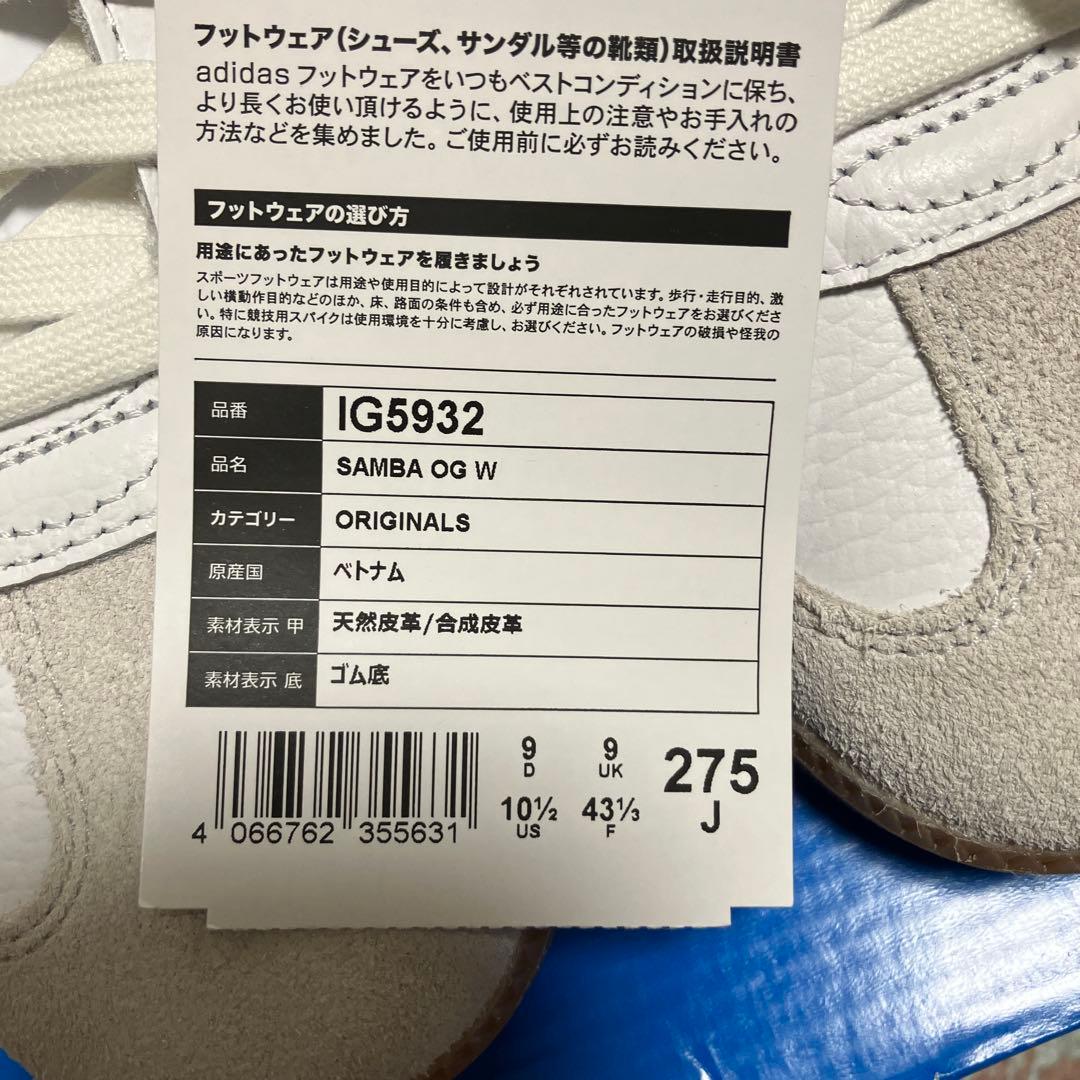 フットウェア(シューズ、サンダル等の靴類)取扱説明書
adidas フットウェアをいつもベストコンディションに保ち、
より長くお使い頂けるように、使用上の注意やお手入れの
方法などを集めました。ご使用前に必ずお読みください。
フットウェアの選び方
用途にあったフットウェアを履きましょう
スポーツフットウェアは用途や使用目的によって設計がそれぞれされています。歩行・走行目的、激
しい横動作目的などのほか、床、路面の条件も含め、必ず用途に合ったフットウェアをお選びくださ
い。特に競技用スパイクは使用環境を十分に考慮し、お選びください。フットウェアの破損や怪我の
原因になります。
品番 IG5932
品名 SAMBA OG W
カテゴリー ORIGINALS
原産国 ベトナム
素材表示 甲 天然皮革/合成皮革
素材表示 底 ゴム底
9 9 275
D UK J
10½ 43⅓
US F
4 066762 355631